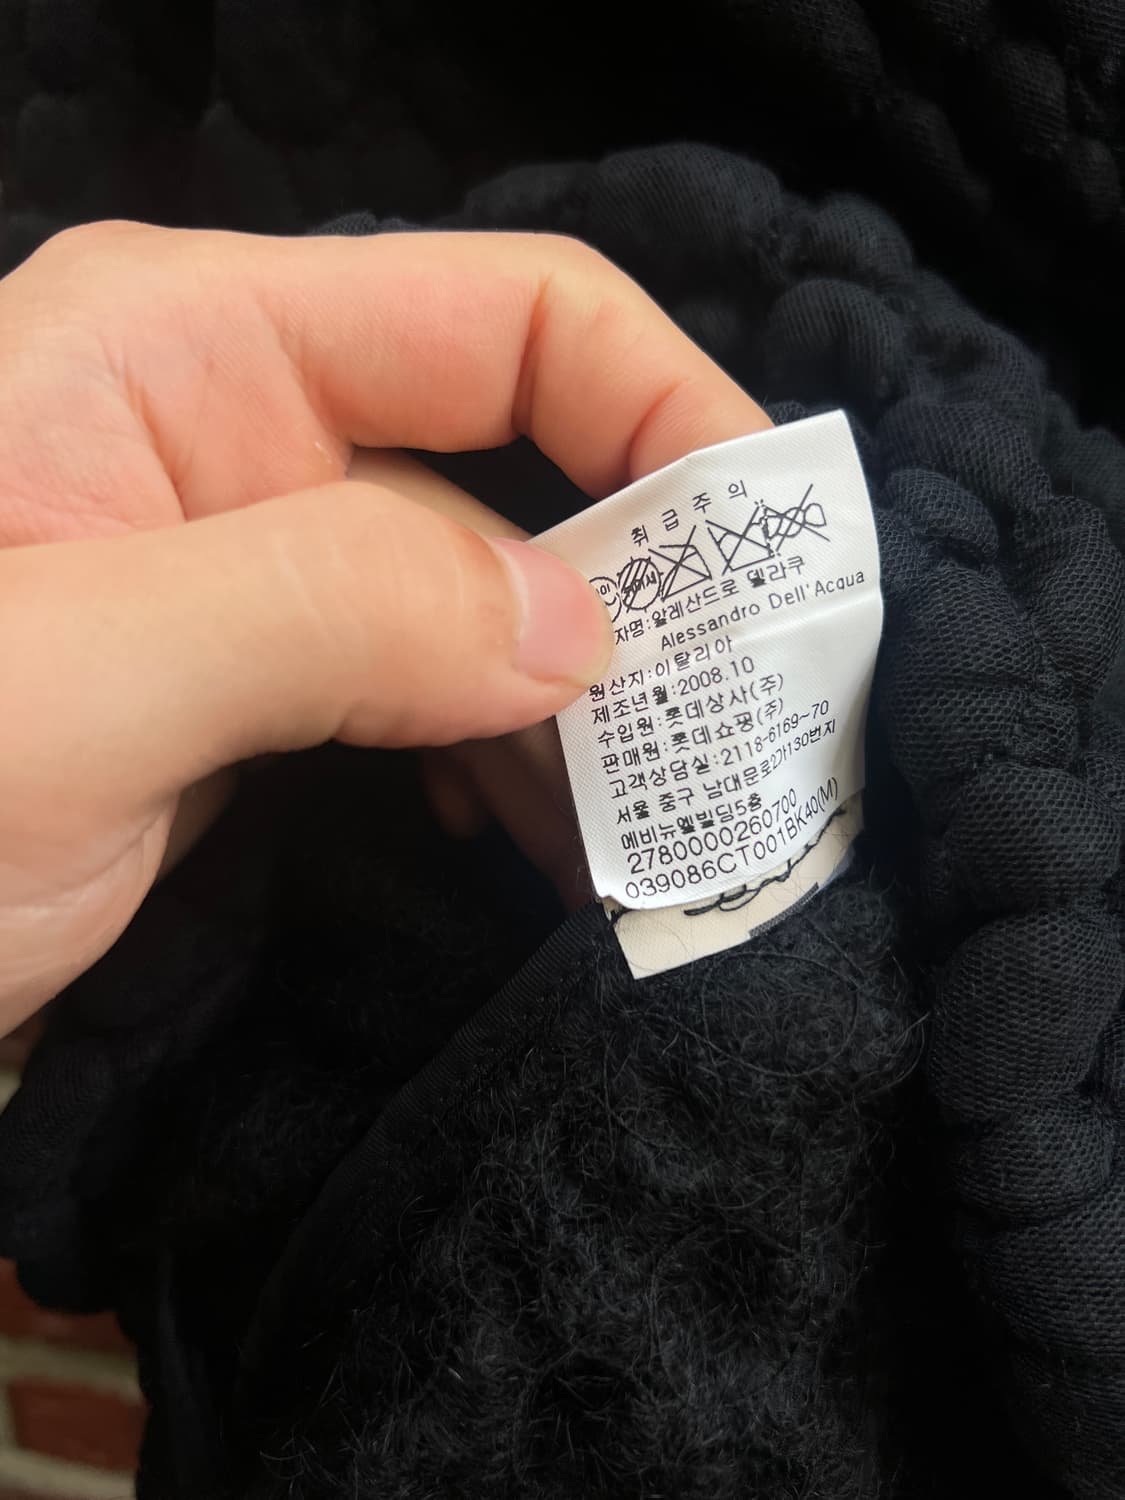 취급주의
자명:알레산드로 델라쿠
Alessandro Dell'Acqua
원산지:이탈리아
제조년월:2008.10
수입원:롯데상사(주)
판매원:롯데쇼핑(주)
고객상담실:2118-6169~70
서울 중구 남대문로2가130번지
에비뉴엘빌딩5층
2780000260700
039086CT001BK40(M)